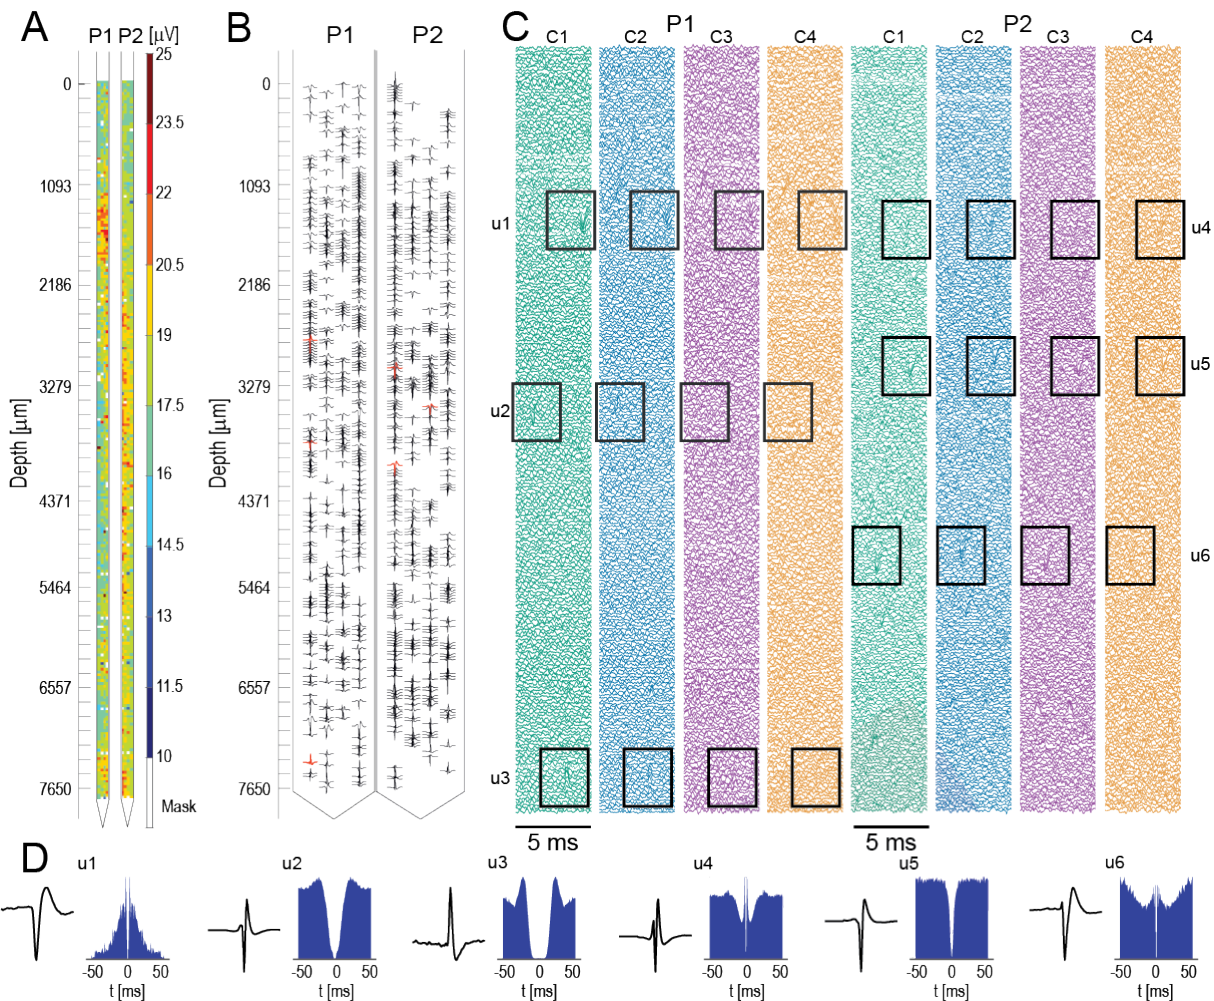 A
P1 P2 [µV]
25
23.5
22
20.5
19
17.5
16
14.5
13
11.5
10
Mask
0
1093
2186
3279
4371
5464
6557
7650
Depth [µm]
B
P1 P2
0
1093
2186
3279
4371
5464
6557
7650
Depth [µm]
C
P1 P2
C1 C2 C3 C4 C1 C2 C3 C4
u1
u2
u3
u4
u5
u6
5 ms 5 ms
D
u1 u2 u3 u4 u5 u6
-50 0 50 -50 0 50 -50 0 50 -50 0 50 -50 0 50 -50 0 50
t [ms] t [ms] t [ms] t [ms] t [ms] t [ms]